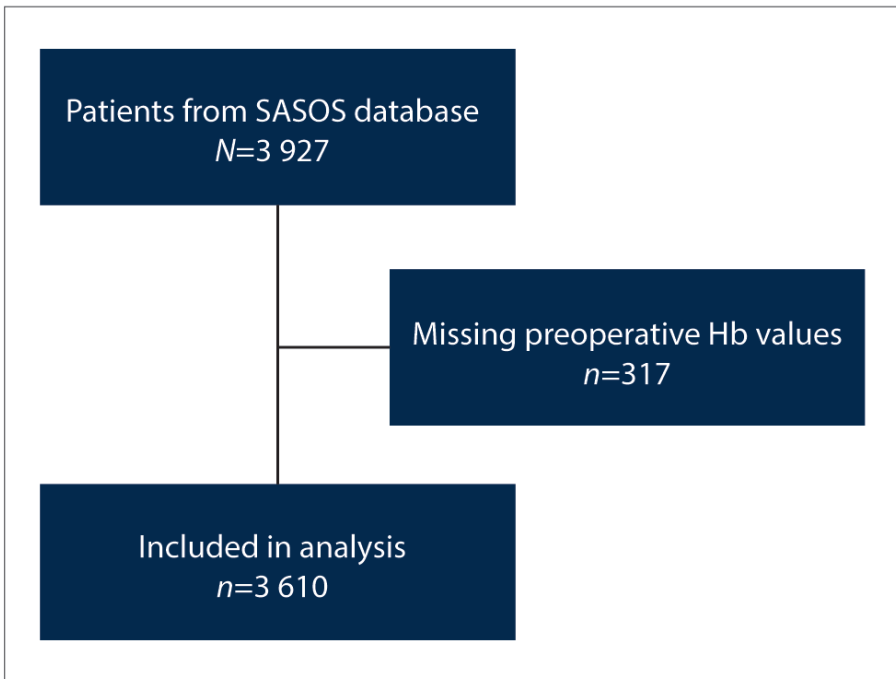 Patients from SASOS database
N=3 927
Missing preoperative Hb values
n=317
Included in analysis
n=3 610